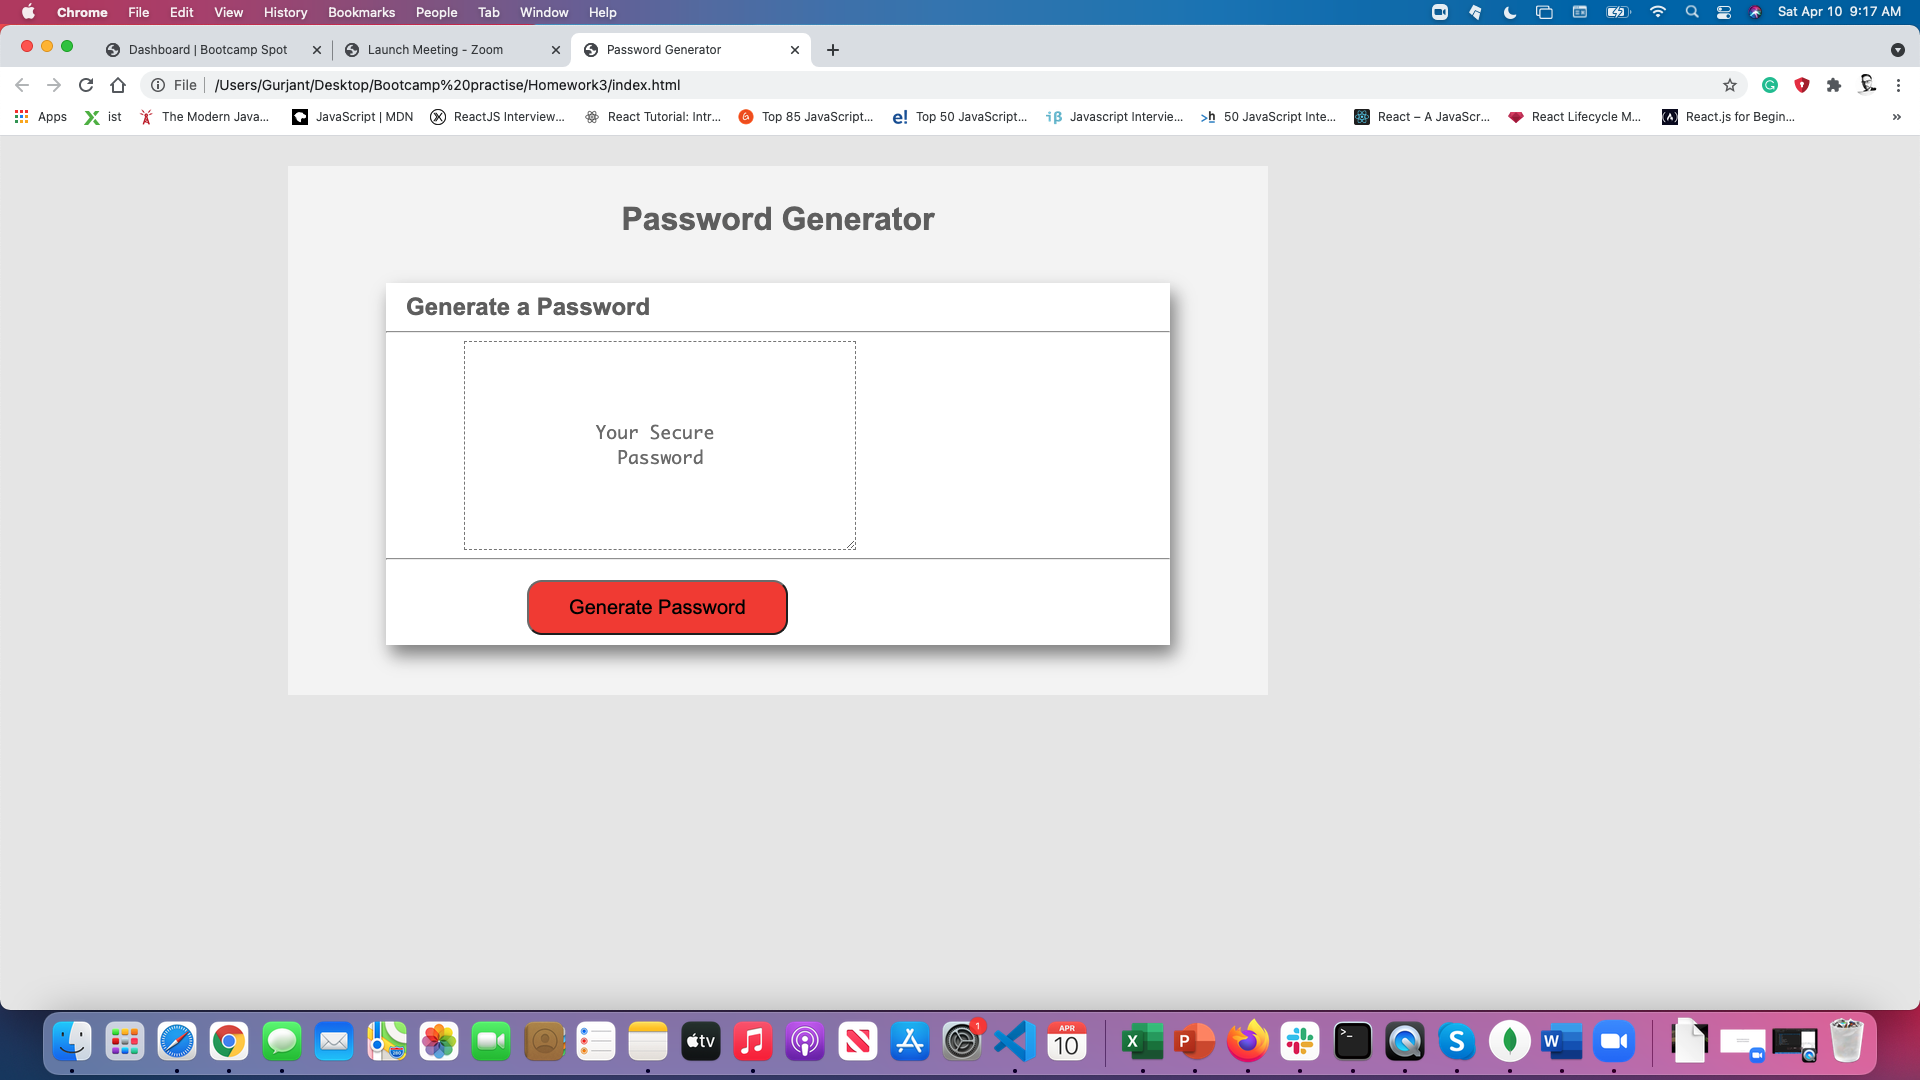 Chrome File Edit View History Bookmarks People Tab Window Help Sat Apr 10 9:17 AM
Dashboard | Bootcamp Spot Launch Meeting - Zoom Password Generator
File /Users/Gurjant/Desktop/Bootcamp%20practise/Homework3/index.html
Apps ist The Modern Java... JavaScript | MDN ReactJS Interview... React Tutorial: Intr... Top 85 JavaScript... e! Top 50 JavaScript... iβ Javascript Intervie... >h 50 JavaScript Inte... React – A JavaScr... React Lifecycle M... React.js for Begin... »
Password Generator
Generate a Password
Your Secure
Password
Generate Password
tv 1 APR 10 X P >_ S W